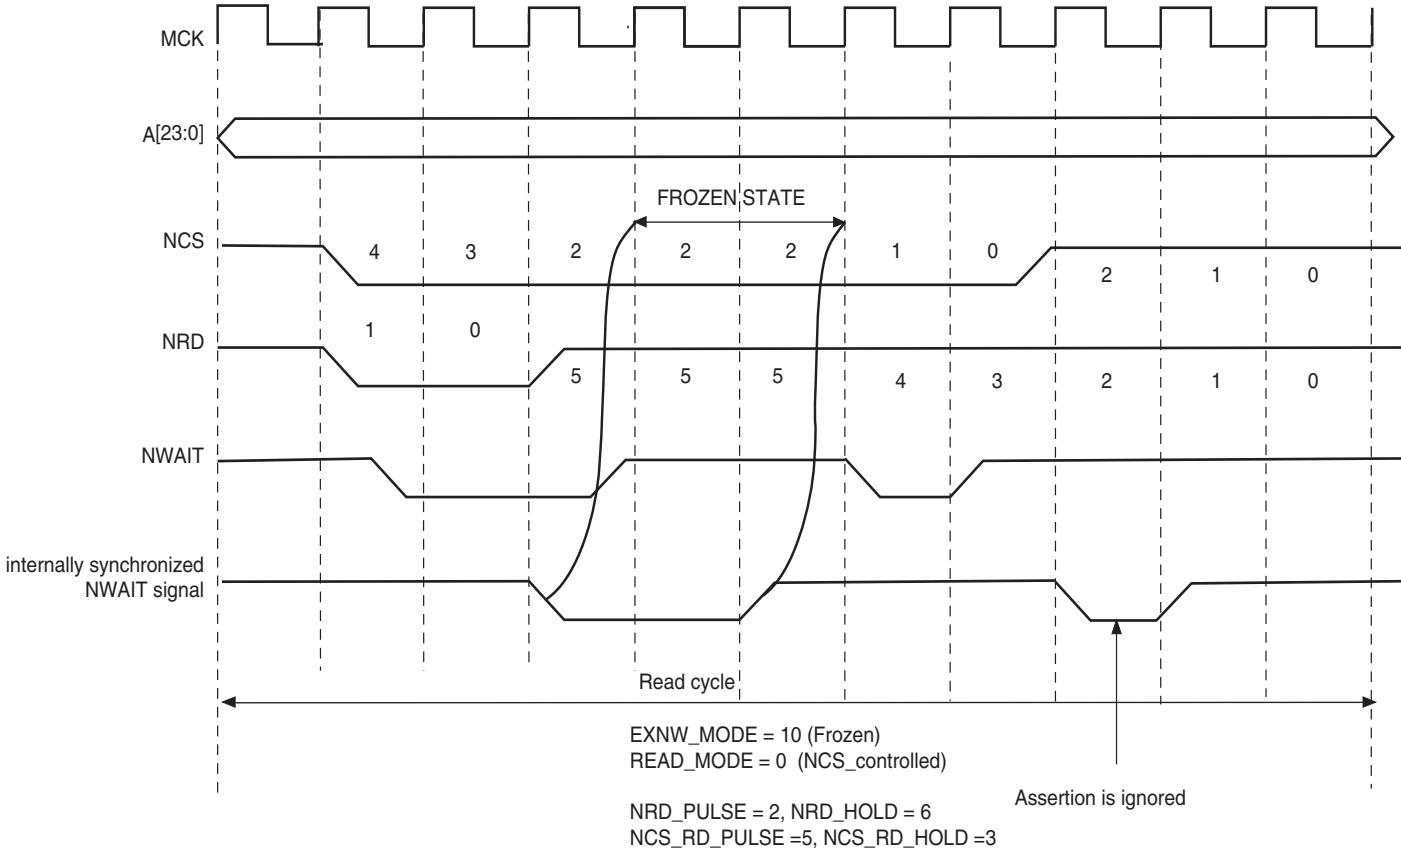 MCK
A[23:0]
FROZEN STATE
NCS
4 3 2 2 2 1 0
2 1 0
1 0
NRD
5 5 5 4 3 2 1 0
NWAIT
internally synchronized
NWAIT signal
Read cycle
EXNW_MODE = 10 (Frozen)
READ_MODE = 0 (NCS_controlled)
Assertion is ignored
NRD_PULSE = 2, NRD_HOLD = 6
NCS_RD_PULSE =5, NCS_RD_HOLD =3